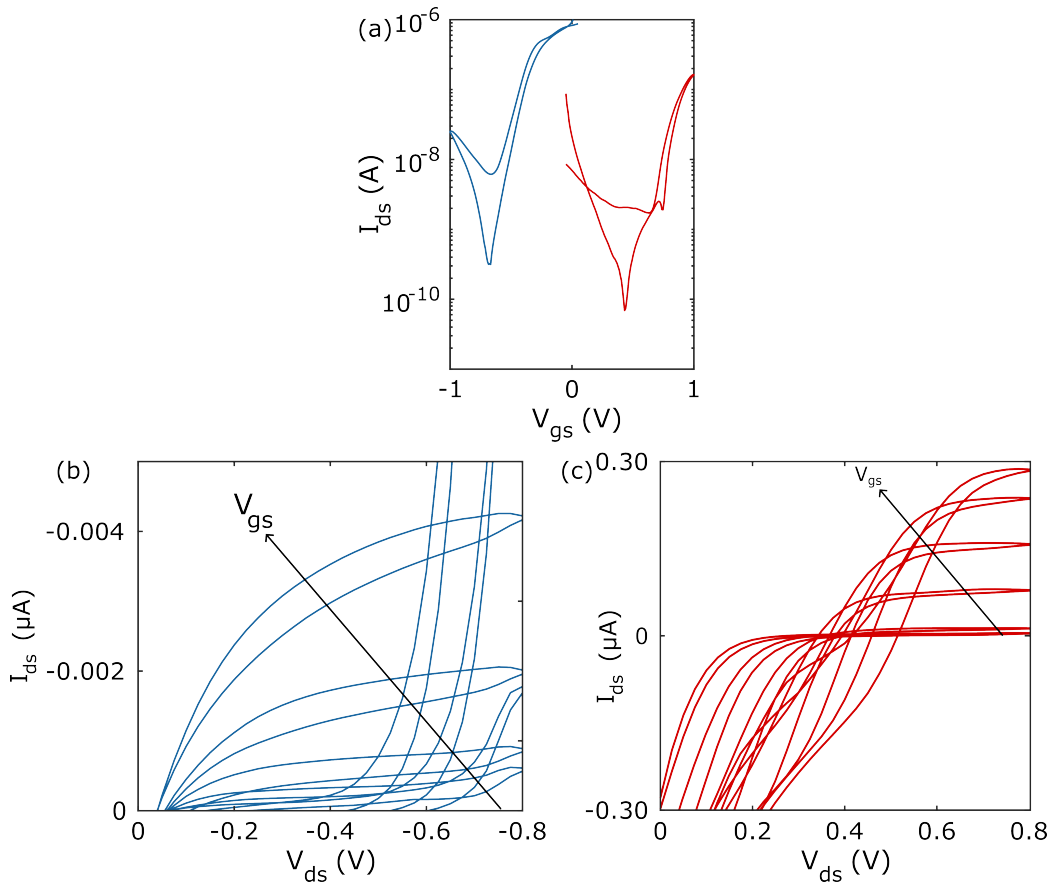 (a)
10⁻⁶
10⁻⁸
10⁻¹⁰
I_ds (A)
-1 0 1
V_gs (V)
(b)
V_gs
-0.004
-0.002
0
I_ds (µA)
0 -0.2 -0.4 -0.6 -0.8
V_ds (V)
(c)
V_gs
0.30
0
-0.30
I_ds (µA)
0 0.2 0.4 0.6 0.8
V_ds (V)